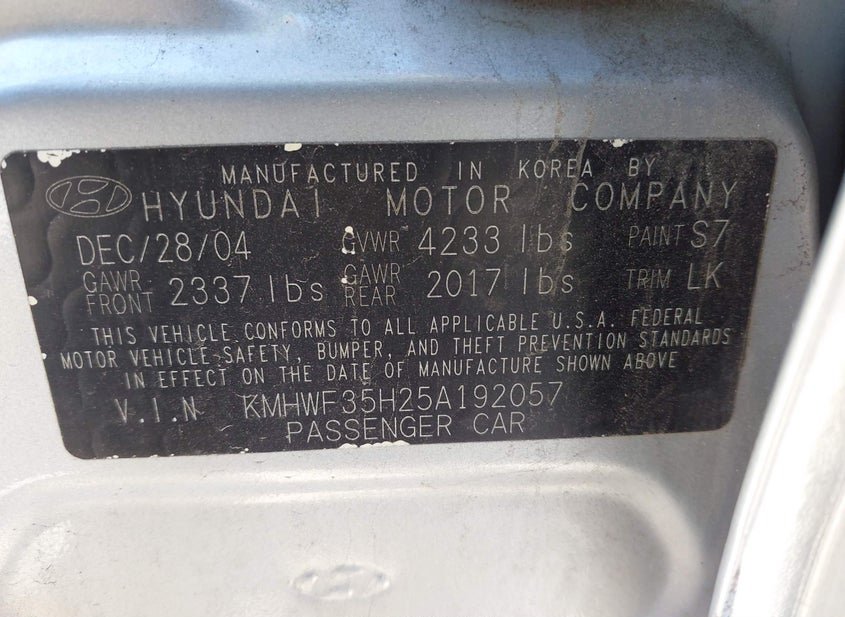 MANUFACTURED IN KOREA BY
HYUNDAI MOTOR COMPANY
DEC/28/04 GVWR 4233 lbs PAINT S7
GAWR FRONT 2337 lbs GAWR REAR 2017 lbs TRIM LK
THIS VEHICLE CONFORMS TO ALL APPLICABLE U.S.A. FEDERAL
MOTOR VEHICLE SAFETY, BUMPER, AND THEFT PREVENTION STANDARDS
IN EFFECT ON THE DATE OF MANUFACTURE SHOWN ABOVE
V.I.N KMHWF35H25A192057
PASSENGER CAR